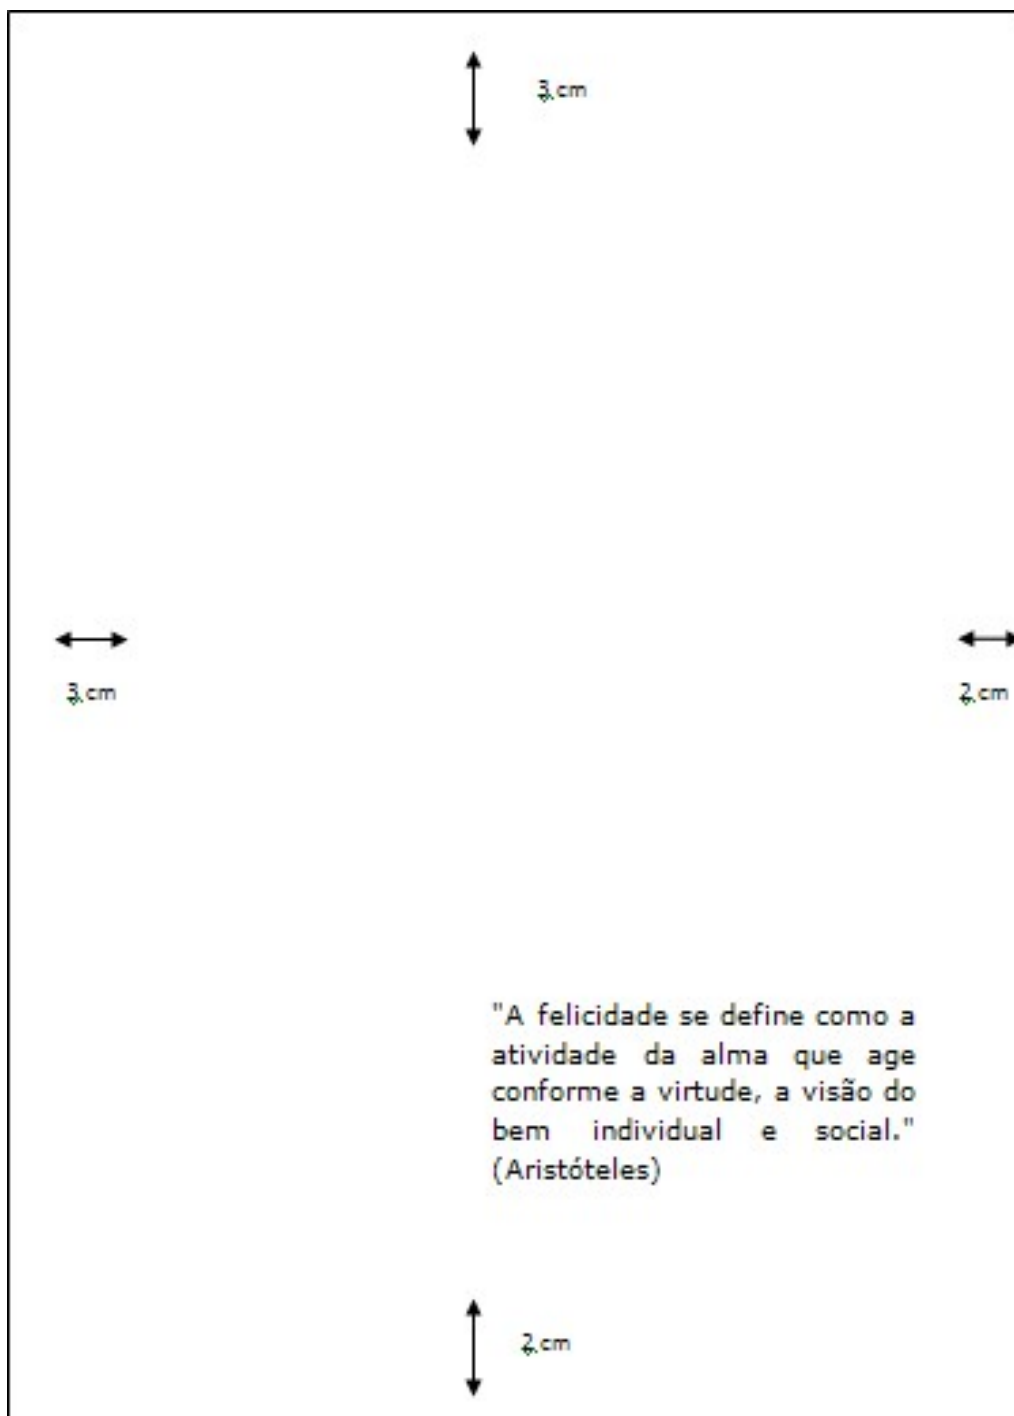 3 cm
3 cm
2 cm
"A felicidade se define como a
atividade da alma que age
conforme a virtude, a visão do
bem individual e social."
(Aristóteles)
2 cm